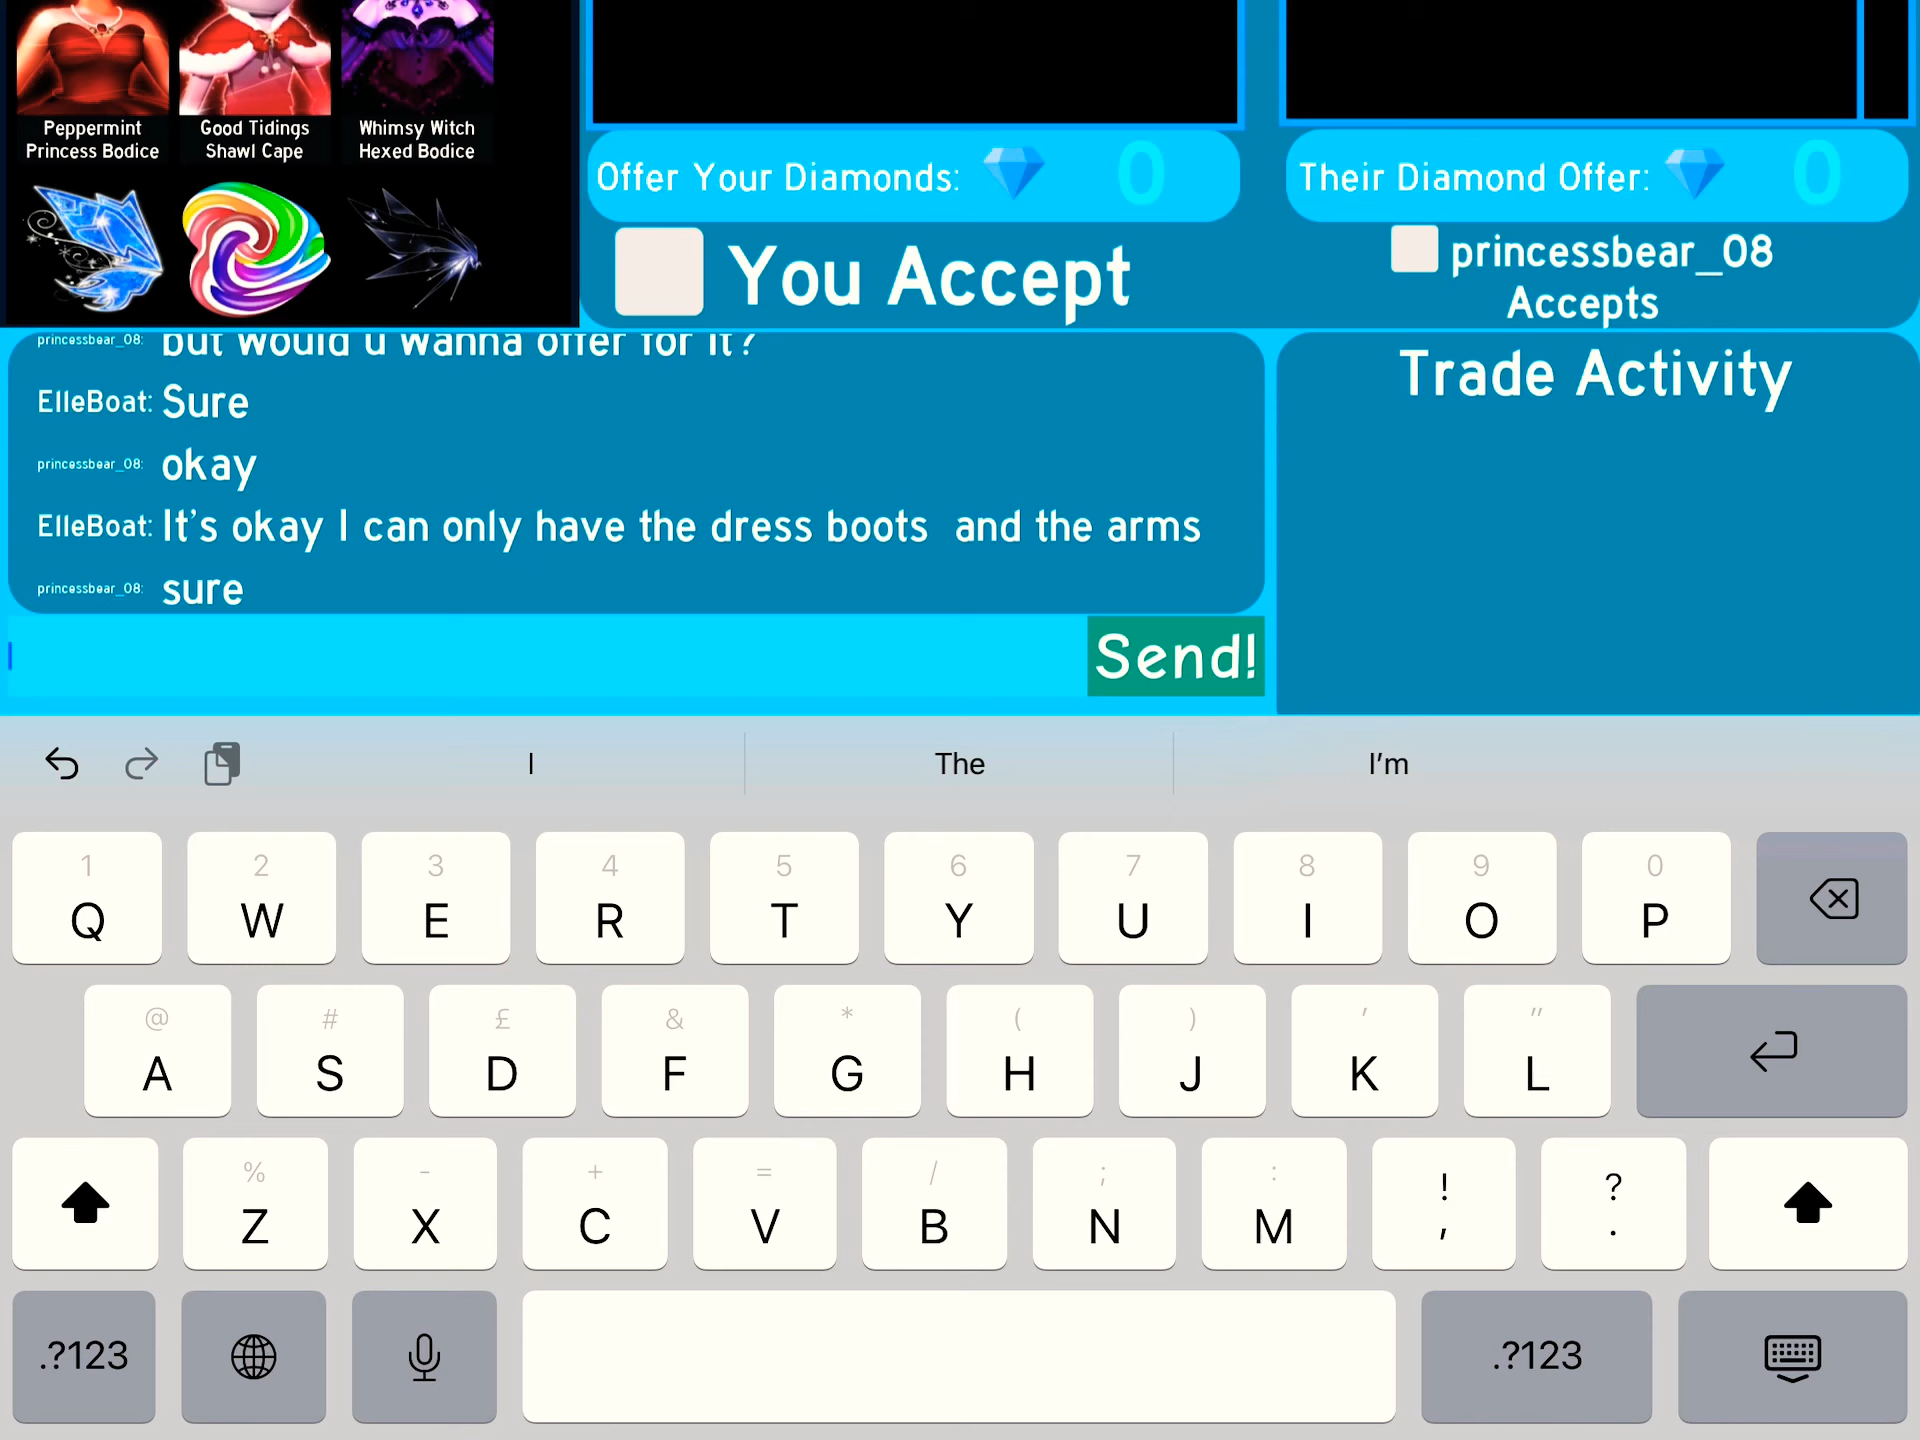 Peppermint
Princess Bodice
Good Tidings
Shawl Cape
Whimsy Witch
Hexed Bodice
Offer Your Diamonds: 0
Their Diamond Offer: 0
You Accept
princessbear_08
Accepts
princessbear_08: but would u wanna offer for it?
ElleBoat: Sure
princessbear_08: okay
ElleBoat: It's okay I can only have the dress boots  and the arms
princessbear_08: sure
Send!
Trade Activity
I The I'm
1 2 3 4 5 6 7 8 9 0
Q W E R T Y U I O P
@ # £ & * ( ) ' "
A S D F G H J K L
% - + = / ; : ! ?
Z X C V B N M , .
.?123 .?123